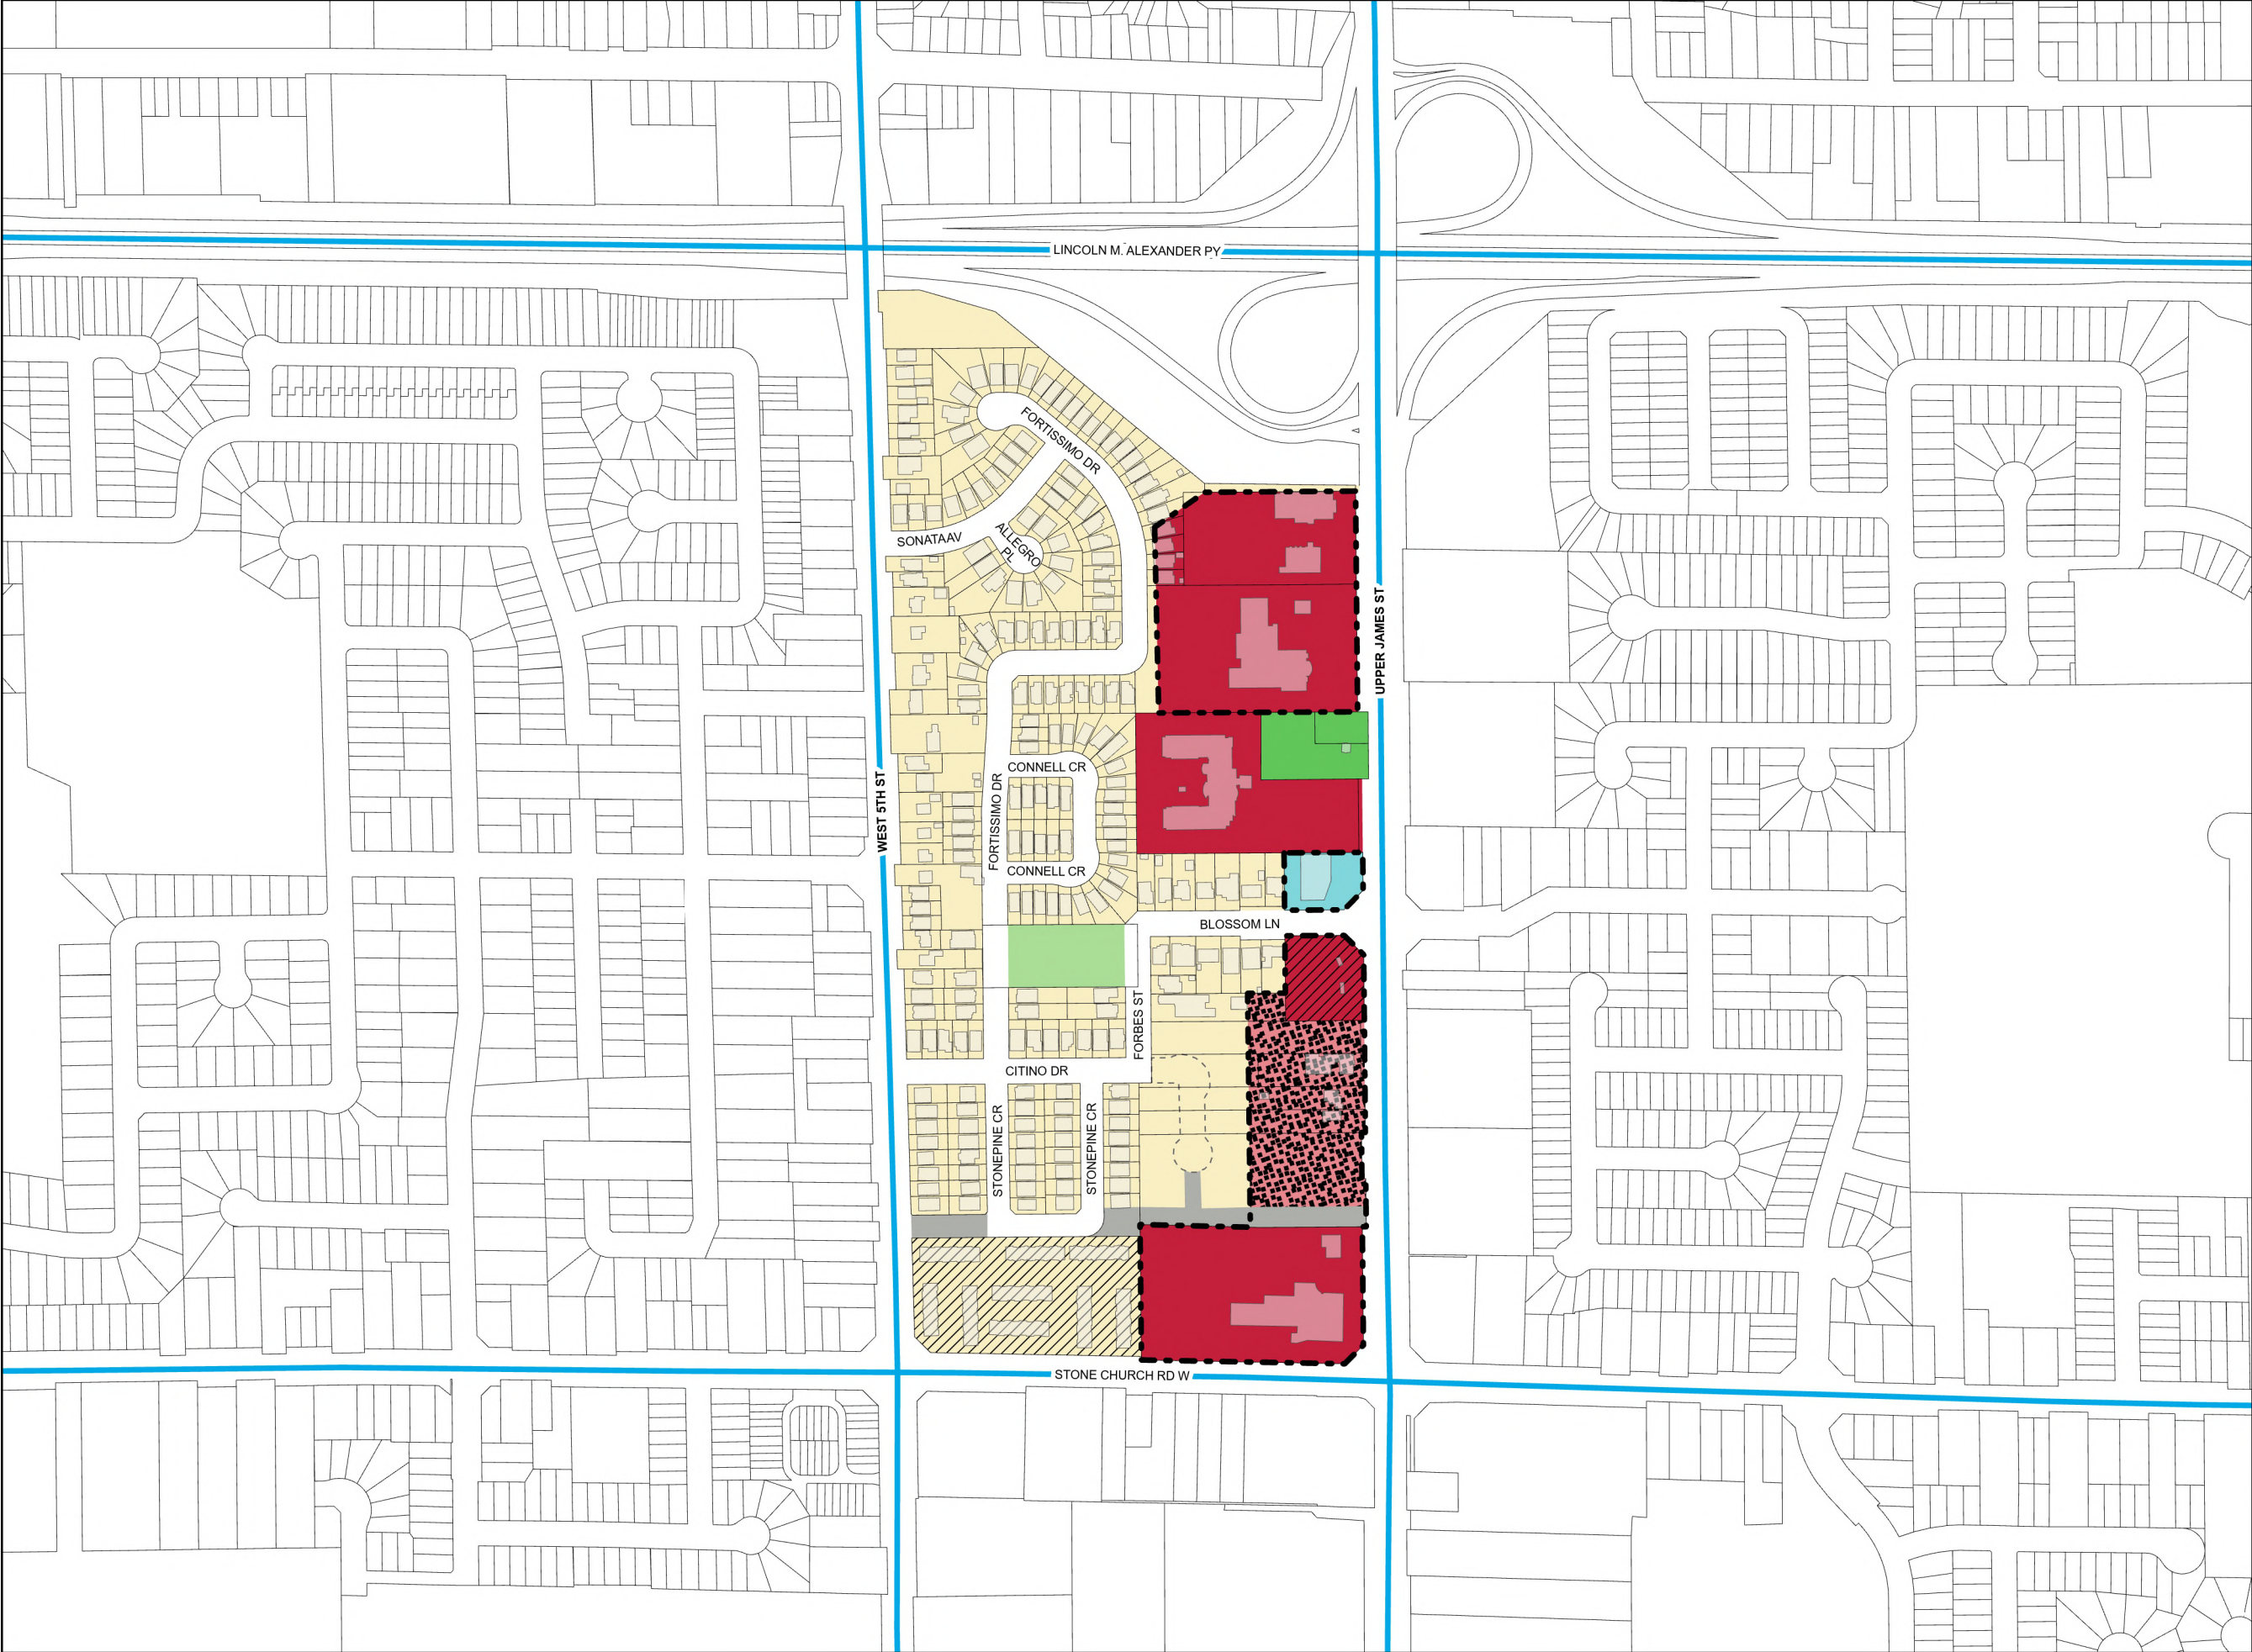 LINCOLN M. ALEXANDER PY
FORTISSIMO DR
SONATAAV
ALLEGRO
PL
UPPER JAMES ST
WEST 5TH ST
FORTISSIMO DR
CONNELL CR
CONNELL CR
BLOSSOM LN
FORBES ST
CITINO DR
STONEPINE CR
STONEPINE CR
STONE CHURCH RD W